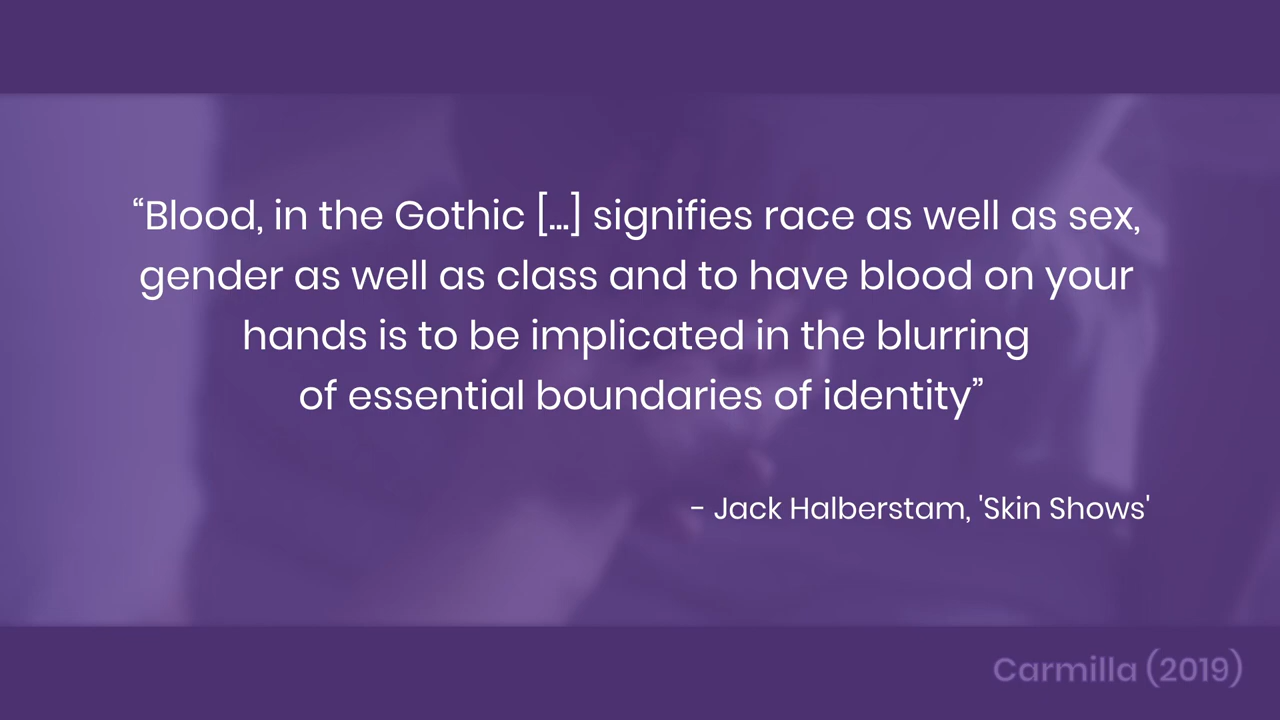 “Blood, in the Gothic [...] signifies race as well as sex,
gender as well as class and to have blood on your
hands is to be implicated in the blurring
of essential boundaries of identity”
- Jack Halberstam, 'Skin Shows'
Carmilla (2019)